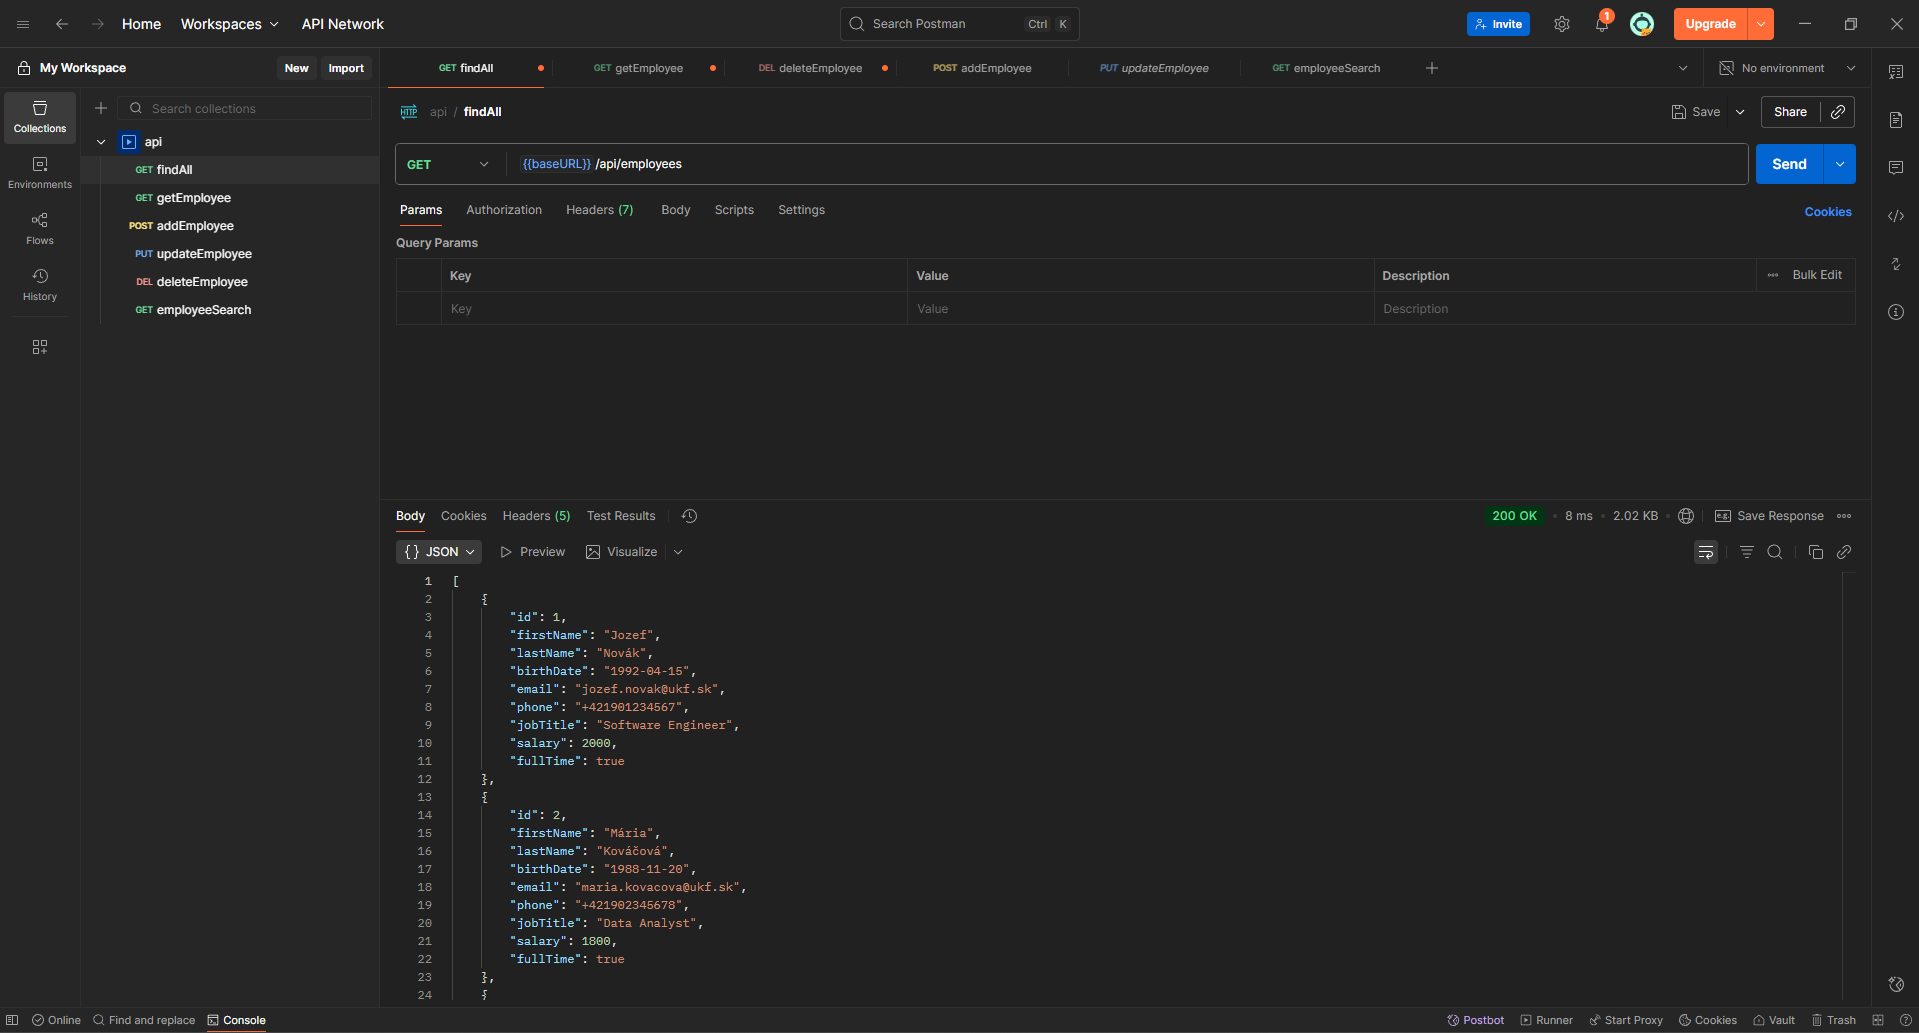 Home Workspaces API Network Search Postman Ctrl K Invite 1 Upgrade
My Workspace New Import GET findAll GET getEmployee DEL deleteEmployee POST addEmployee PUT updateEmployee GET employeeSearch No environment
Search collections
Collections
Environments
Flows
History
api
GET findAll
GET getEmployee
POST addEmployee
PUT updateEmployee
DEL deleteEmployee
GET employeeSearch
HTTP api / findAll Save Share
GET {{baseURL}} /api/employees Send
Params Authorization Headers (7) Body Scripts Settings Cookies
Query Params
Key Value Description Bulk Edit
Key Value Description
Body Cookies Headers (5) Test Results 200 OK 8 ms 2.02 KB e.g. Save Response
{} JSON Preview Visualize
1 [
2 {
3 "id": 1,
4 "firstName": "Jozef",
5 "lastName": "Novák",
6 "birthDate": "1992-04-15",
7 "email": "jozef.novak@ukf.sk",
8 "phone": "+421901234567",
9 "jobTitle": "Software Engineer",
10 "salary": 2000,
11 "fullTime": true
12 },
13 {
14 "id": 2,
15 "firstName": "Mária",
16 "lastName": "Kováčová",
17 "birthDate": "1988-11-20",
18 "email": "maria.kovacova@ukf.sk",
19 "phone": "+421902345678",
20 "jobTitle": "Data Analyst",
21 "salary": 1800,
22 "fullTime": true
23 },
24 {
Online Find and replace Console Postbot Runner Start Proxy Cookies Vault Trash